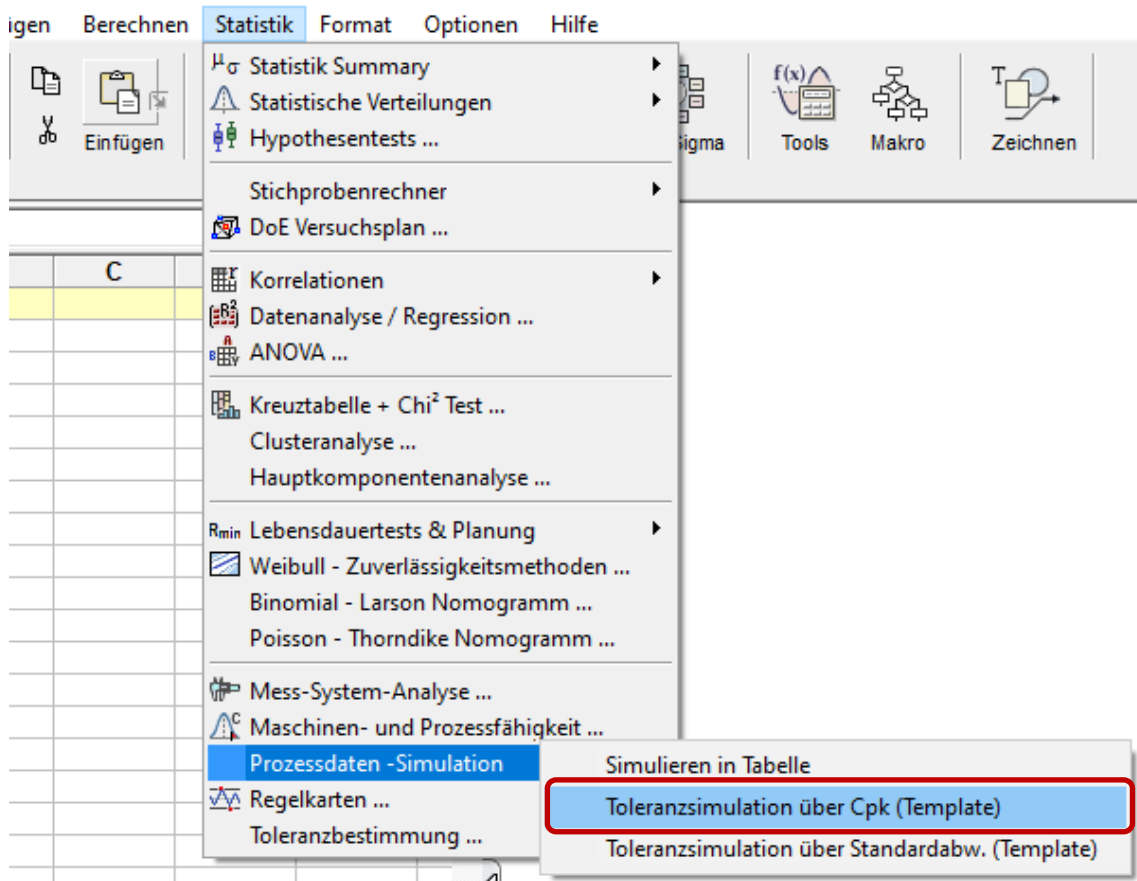 igen Berechnen Statistik Format Optionen Hilfe
Einfügen
igma
f(x)
Tools
Makro
T
Zeichnen
C
μσ Statistik Summary
Statistische Verteilungen
Hypothesentests ...
Stichprobenrechner
DoE Versuchsplan ...
r Korrelationen
R² Datenanalyse / Regression ...
A B V ANOVA ...
Kreuztabelle + Chi² Test ...
Clusteranalyse ...
Hauptkomponentenanalyse ...
Rmin Lebensdauertests & Planung
Weibull - Zuverlässigkeitsmethoden ...
Binomial - Larson Nomogramm ...
Poisson - Thorndike Nomogramm ...
Mess-System-Analyse ...
C Maschinen- und Prozessfähigkeit ...
Prozessdaten -Simulation
Simulieren in Tabelle
Regelkarten ...
Toleranzsimulation über Cpk (Template)
Toleranzbestimmung ...
Toleranzsimulation über Standardabw. (Template)